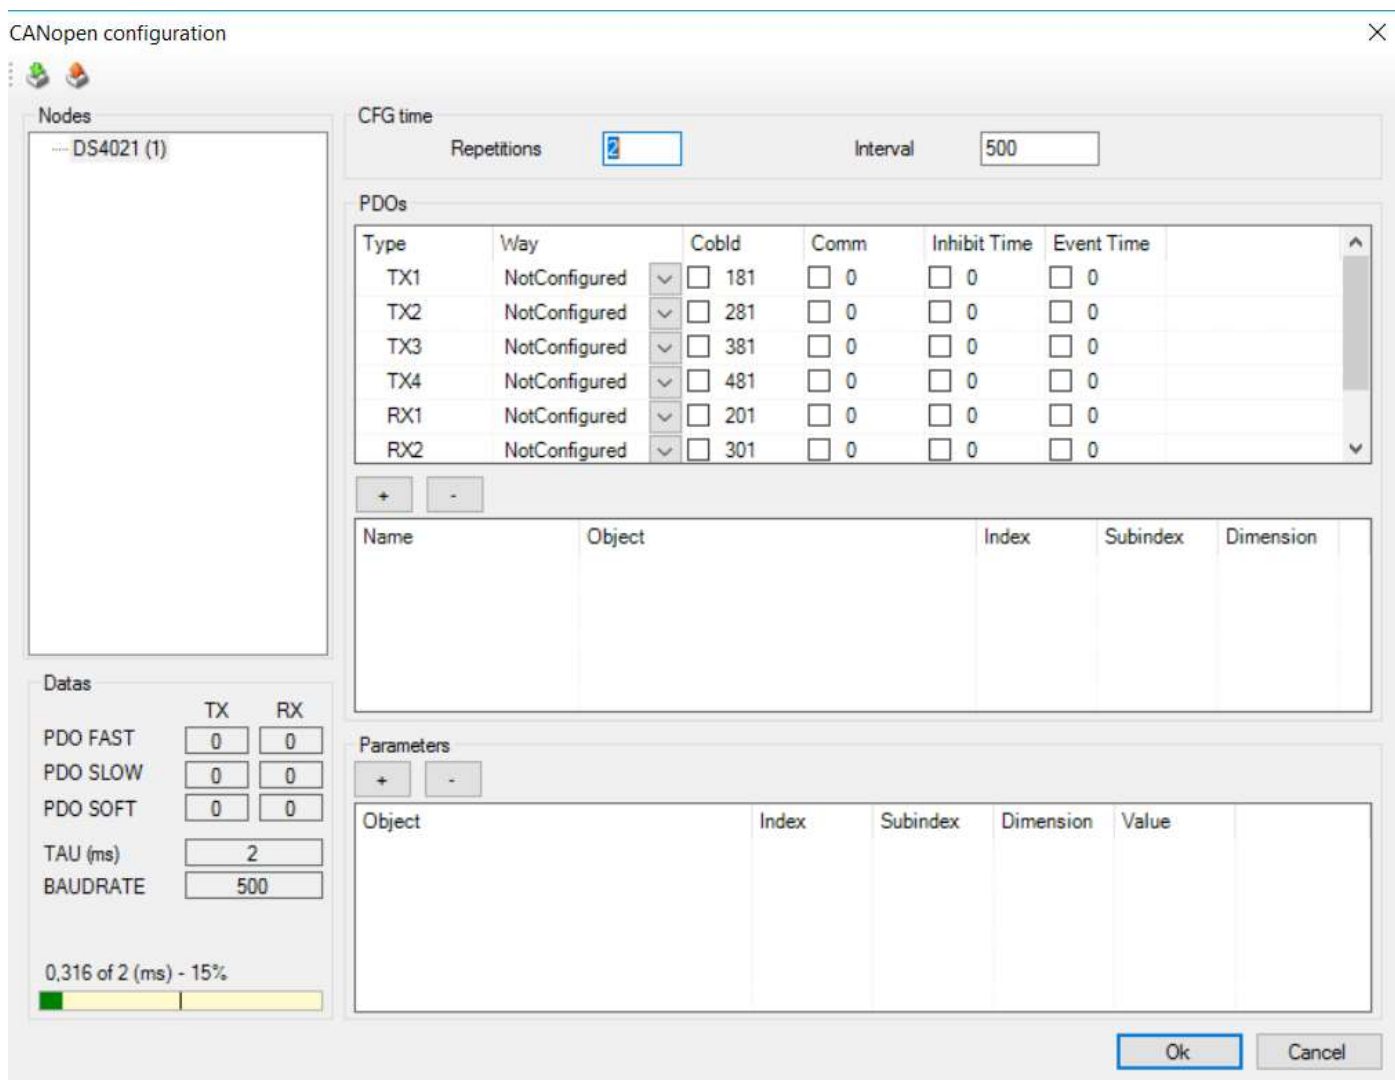 CANopen configuration
Nodes
DS4021 (1)
CFG time
Repetitions 2 Interval 500
PDOs
Type Way CobId Comm Inhibit Time Event Time
TX1 NotConfigured 181 0 0 0
TX2 NotConfigured 281 0 0 0
TX3 NotConfigured 381 0 0 0
TX4 NotConfigured 481 0 0 0
RX1 NotConfigured 201 0 0 0
RX2 NotConfigured 301 0 0 0
+ -
Name Object Index Subindex Dimension
Datas
TX RX
PDO FAST 0 0
PDO SLOW 0 0
PDO SOFT 0 0
TAU (ms) 2
BAUDRATE 500
0,316 of 2 (ms) - 15%
Parameters
+ -
Object Index Subindex Dimension Value
Ok Cancel